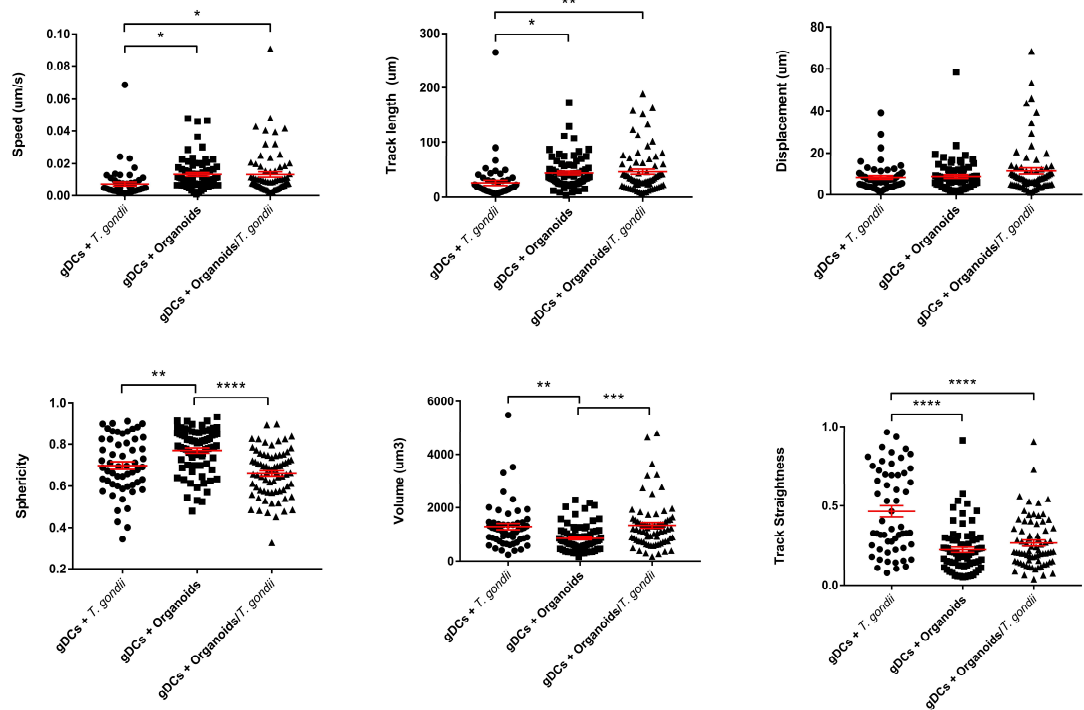 *
*
0.10
0.08
0.06
0.04
0.02
0.00
Speed (um/s)
gDCs + T. gondii
gDCs + Organoids
gDCs + Organoids/T. gondii
**
*
300
200
100
0
Track length (um)
gDCs + T. gondii
gDCs + Organoids
gDCs + Organoids/T. gondii
80
60
40
20
0
Displacement (um)
gDCs + T. gondii
gDCs + Organoids
gDCs + Organoids/T. gondii
**
****
1.0
0.8
0.6
0.4
0.2
Sphericity
gDCs + T. gondii
gDCs + Organoids
gDCs + Organoids/T. gondii
**
***
6000
4000
2000
0
Volume (um3)
gDCs + T. gondii
gDCs + Organoids
gDCs + Organoids/T. gondii
****
****
1.0
0.5
0.0
Track Straightness
gDCs + T. gondii
gDCs + Organoids
gDCs + Organoids/T. gondii